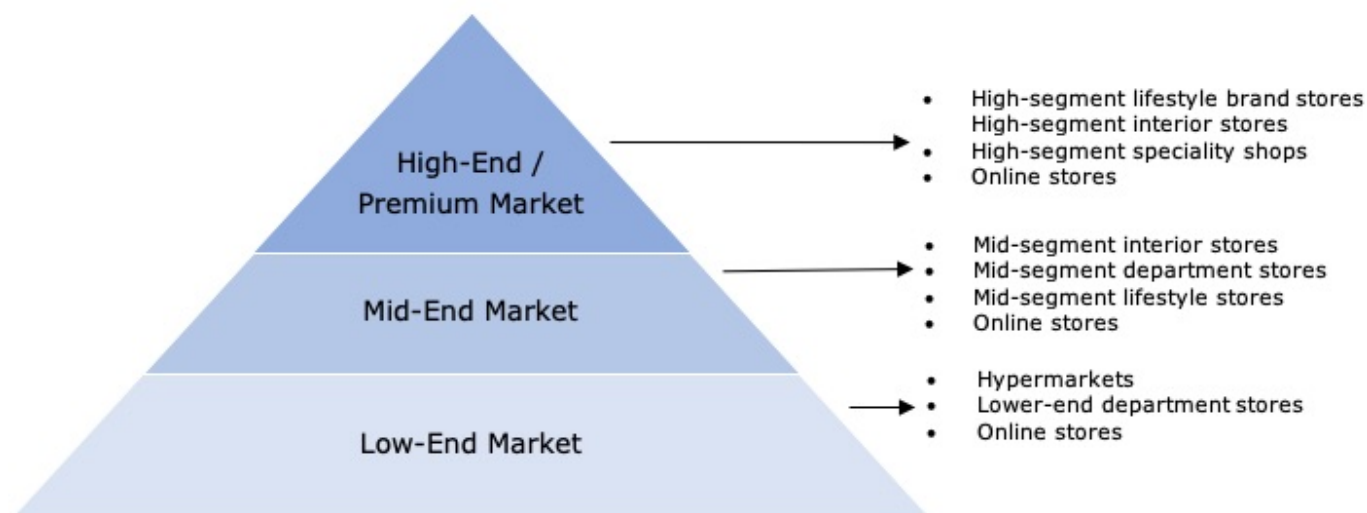 High-End /
Premium Market
• High-segment lifestyle brand stores
High-segment interior stores
• High-segment speciality shops
• Online stores
Mid-End Market
• Mid-segment interior stores
• Mid-segment department stores
• Mid-segment lifestyle stores
• Online stores
Low-End Market
• Hypermarkets
• Lower-end department stores
• Online stores